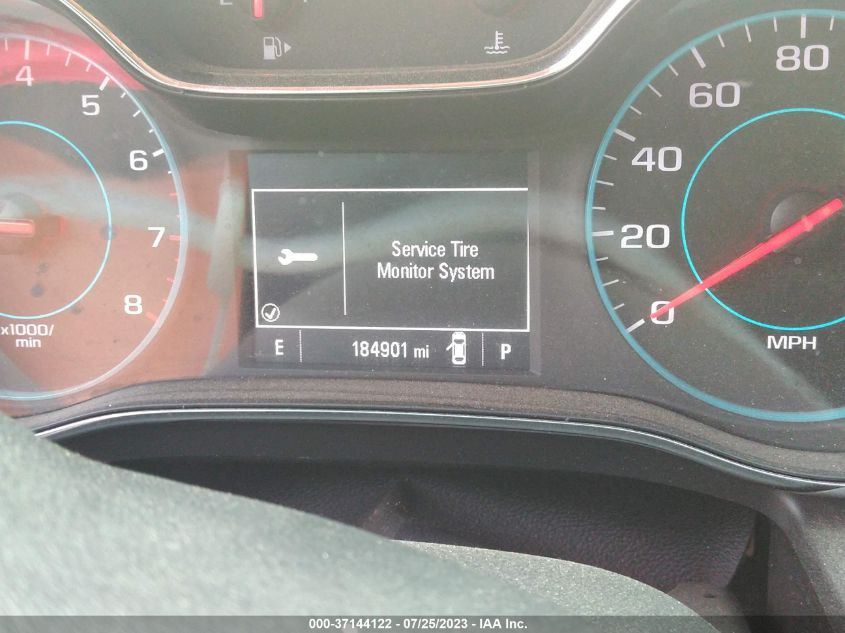 E
4
5
6
7
8
x1000/
min
Service Tire
Monitor System
E
184901 mi
P
0
20
40
60
80
MPH
000-37144122 / 07/25/2023 - IAA Inc.